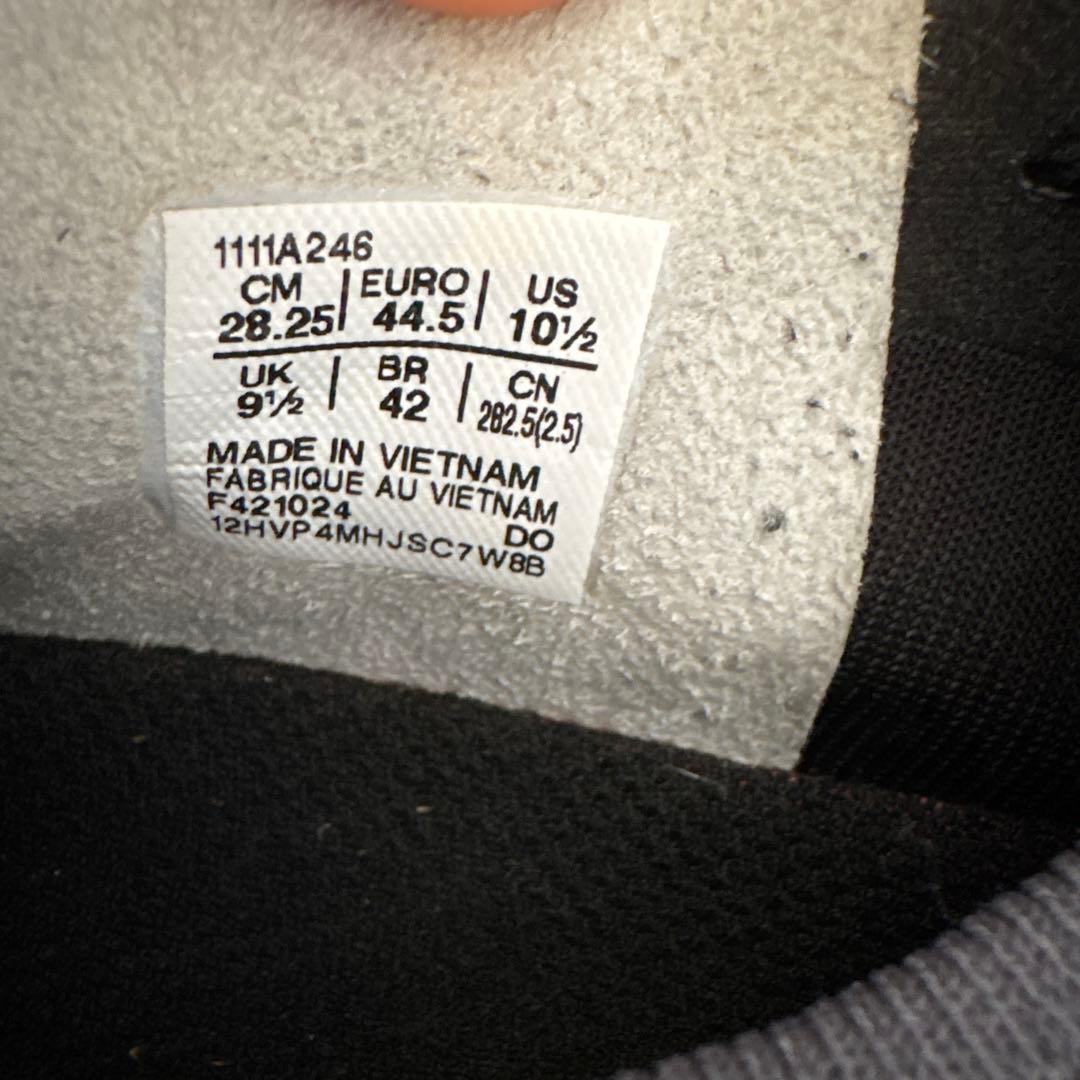 1111A246
CM | EURO | US
28.25 | 44.5 | 10½
UK | BR | CN
9½ | 42 | 282.5(2.5)
MADE IN VIETNAM
FABRIQUE AU VIETNAM
F421024 DO
12HVP4MHJSC7W8B